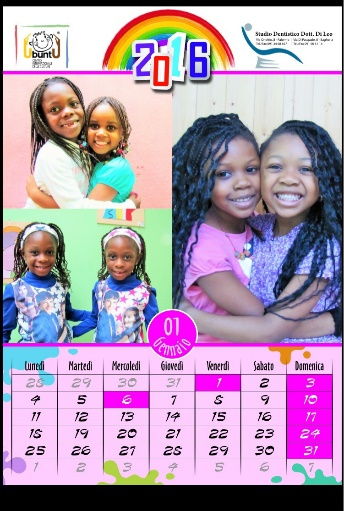 ubuntu
2016
Studio Dentistico Dott. Di Leo
01
Gennaio
Lunedì Martedì Mercoledì Giovedì Venerdì Sabato Domenica
28 29 30 31 1 2 3
4 5 6 7 8 9 10
11 12 13 14 15 16 17
18 19 20 21 22 23 24
25 26 27 28 29 30 31
1 2 3 4 5 6 7